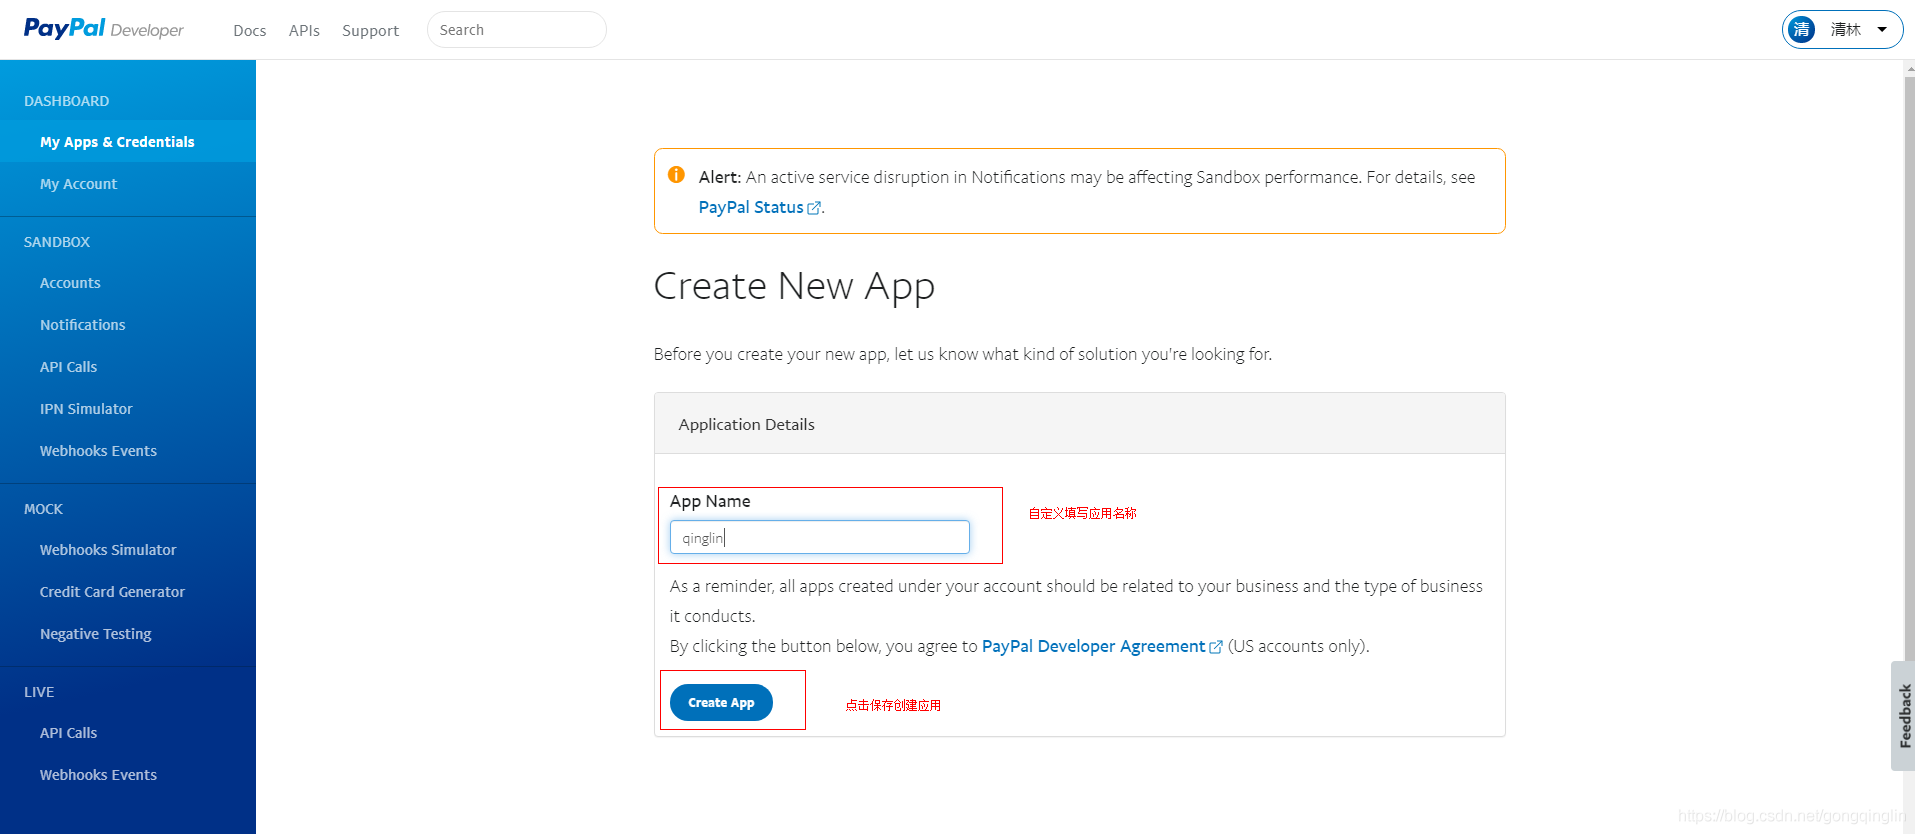 PayPal Developer
Docs
APIs
Support
Search
清
清林
DASHBOARD
My Apps & Credentials
My Account
SANDBOX
Accounts
Notifications
API Calls
IPN Simulator
Webhooks Events
MOCK
Webhooks Simulator
Credit Card Generator
Negative Testing
LIVE
API Calls
Webhooks Events
Alert: An active service disruption in Notifications may be affecting Sandbox performance. For details, see
PayPal Status.
Create New App
Before you create your new app, let us know what kind of solution you're looking for.
Application Details
App Name
自定义填写应用名称
qinglin
As a reminder, all apps created under your account should be related to your business and the type of business
it conducts.
By clicking the button below, you agree to PayPal Developer Agreement (US accounts only).
Create App
点击保存创建应用
Feedback
https://blog.csdn.net/gongqinglin